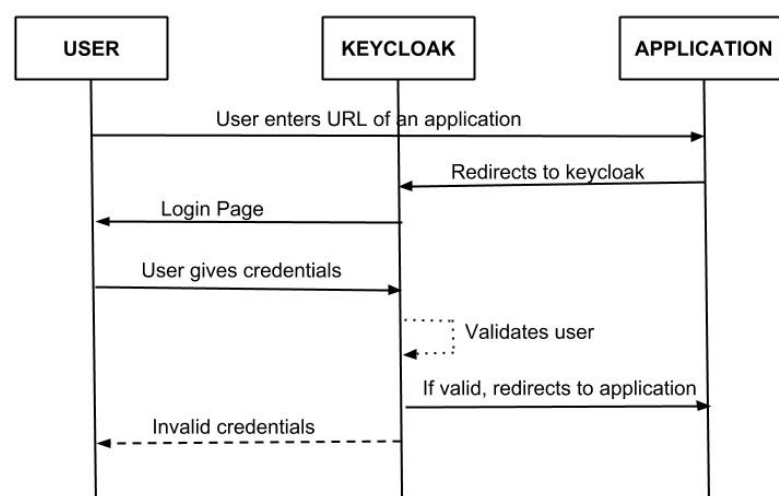 USER
KEYCLOAK
APPLICATION
User enters URL of an application
Redirects to keycloak
Login Page
User gives credentials
Validates user
If valid, redirects to application
Invalid credentials